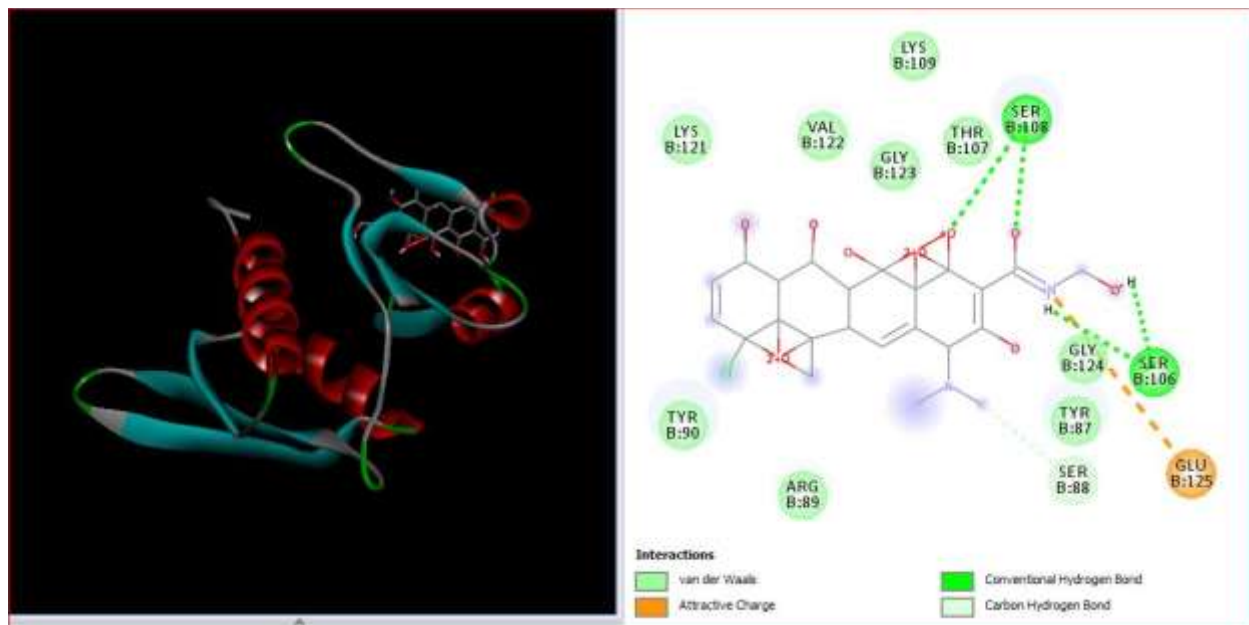 LYS
B:109
SER
B:108
LYS
B:121
VAL
B:122
THR
B:107
GLY
B:123
O
O
O
2+O
O
O
N
H
H
O
O
O
2+O
N
GLY
B:124
SER
B:106
TYR
B:90
TYR
B:87
ARG
B:89
SER
B:88
GLU
B:125
Interactions
van der Waals
Conventional Hydrogen Bond
Attractive Charge
Carbon Hydrogen Bond